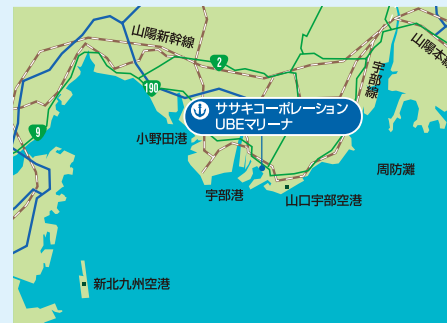 山陽新幹線
2
山陽本線
190
ササキコーポレーション
UBEマリーナ
宇部線
9
小野田港
周防灘
宇部港
山口宇部空港
新北九州空港